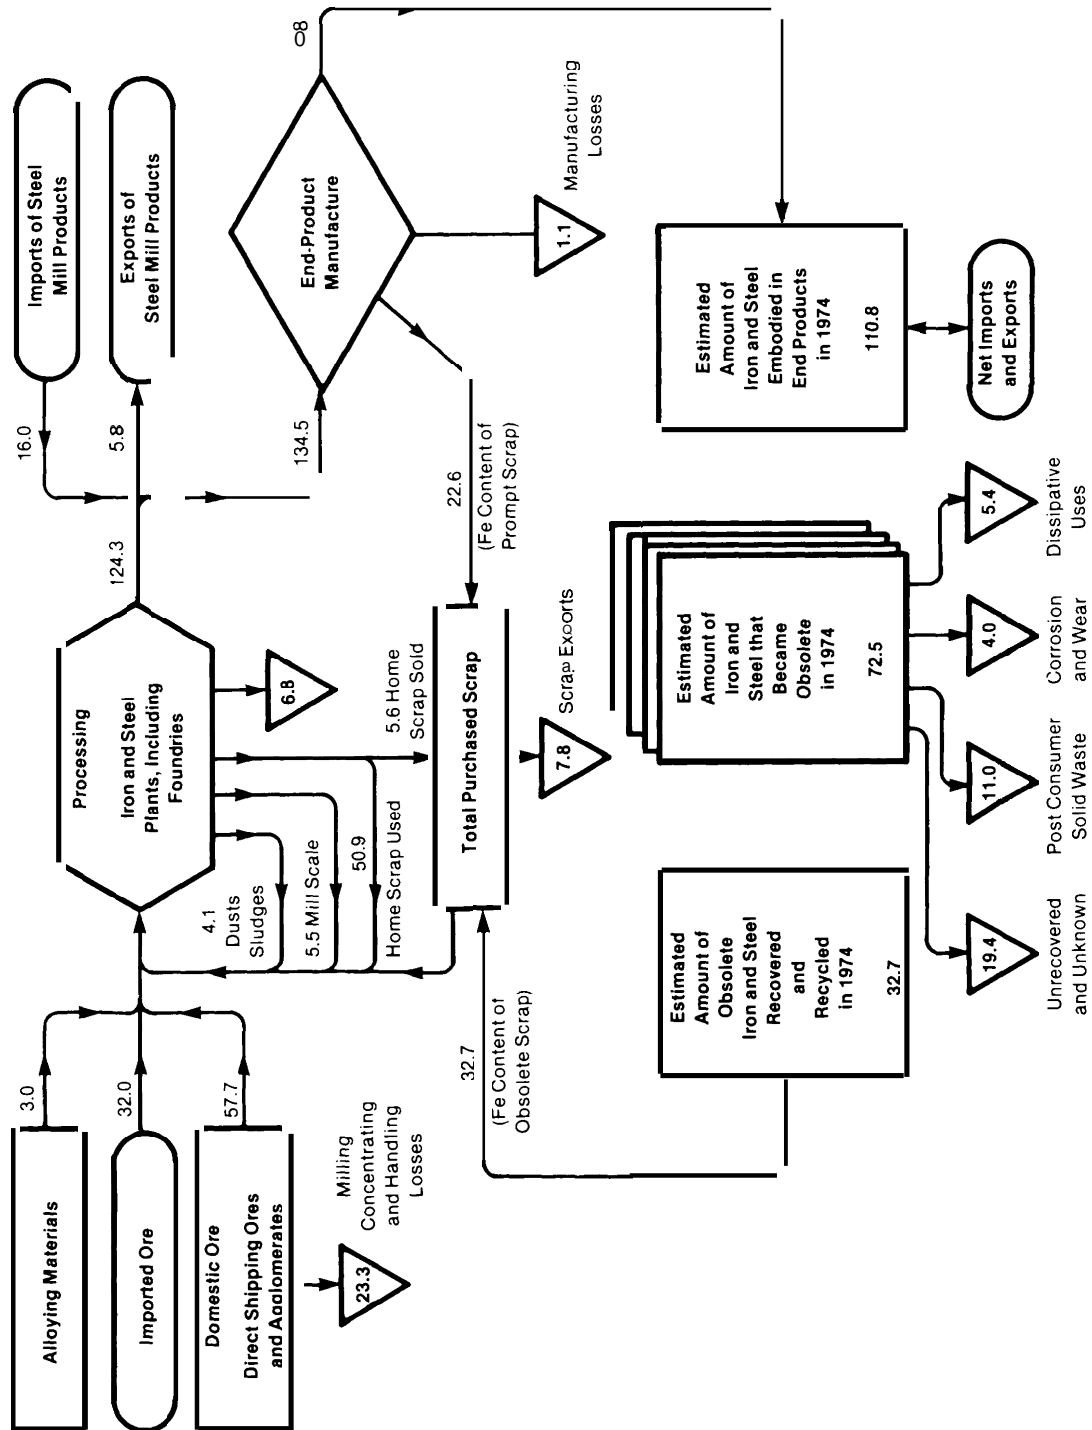 Alloying Materials
3.0
Imported Ore
32.0
Domestic Ore
Direct Shipping Ores
and Agglomerates
57.7
23.3
Milling
Concentrating
and Handling
Losses
Processing
Iron and Steel
Plants, Including
Foundries
4.1
Dusts
Sludges
5.5 Mill Scale
50.9
Home Scrap Used
5.6 Home
Scrap Sold
6.8
124.3
16.0
Imports of Steel
Mill Products
5.8
Exports of
Steel Mill Products
134.5
End-Product
Manufacture
1.1
Manufacturing
Losses
22.6
(Fe Content of
Prompt Scrap)
Total Purchased Scrap
7.8
Scrap Exports
32.7
(Fe Content of
Obsolete Scrap)
Estimated
Amount of
Obsolete
Iron and Steel
Recovered
and
Recycled
in 1974
32.7
Estimated
Amount of
Iron and
Steel that
Became
Obsolete
in 1974
72.5
Estimated
Amount of
Iron and Steel
Embodied in
End Products
in 1974
110.8
Net Imports
and Exports
19.4
Unrecovered
and Unknown
11.0
Post Consumer
Solid Waste
4.0
Corrosion
and Wear
5.4
Dissipative
Uses